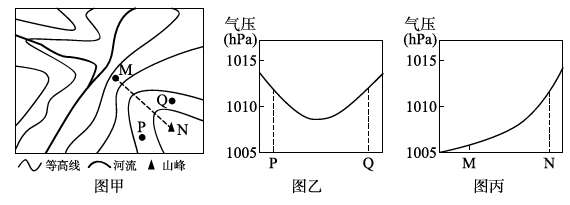 M
Q
P
N
等高线 河流 山峰
图甲
气压
(hPa)
1015
1010
1005
P Q
图乙
气压
(hPa)
1015
1010
1005
M N
图丙